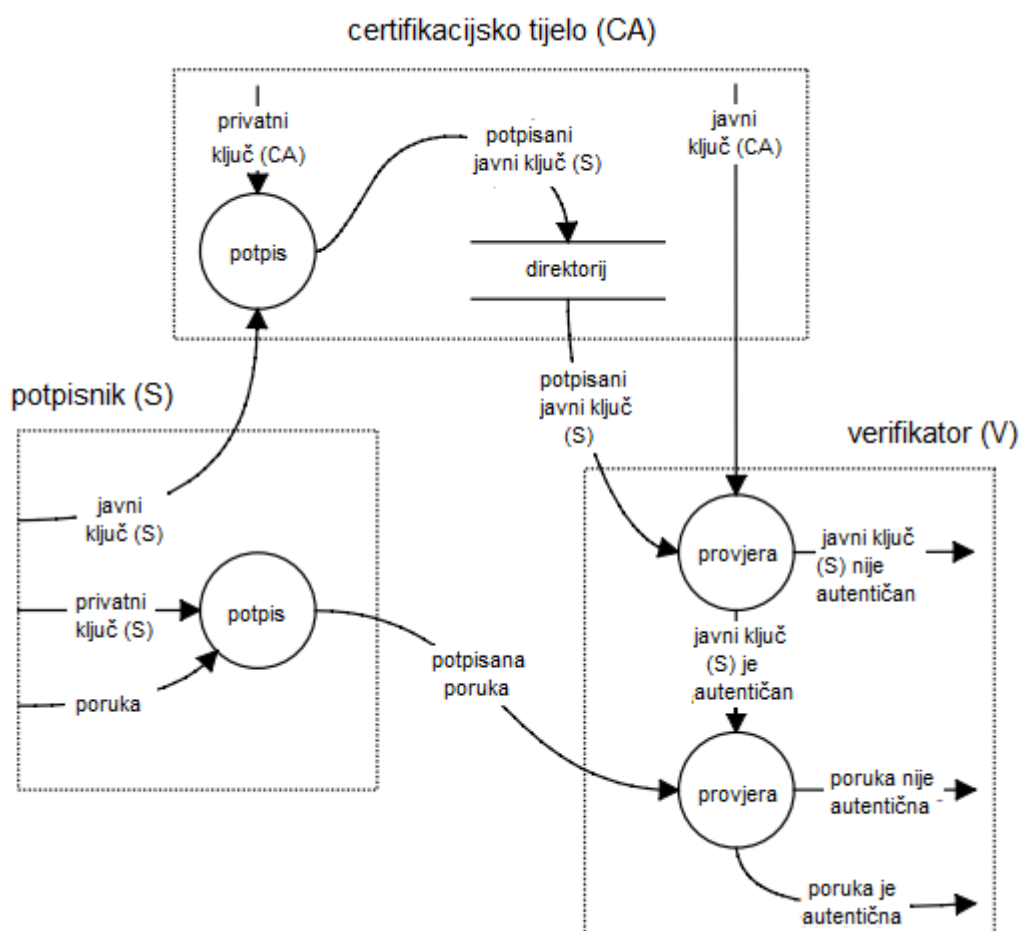 certifikacijsko tijelo (CA)
privatni
ključ (CA)
potpisani
javni ključ (S)
javni
ključ (CA)
potpis
direktorij
potpisani
javni ključ
(S)
potpisnik (S)
verifikator (V)
javni
ključ (S)
privatni
ključ (S)
poruka
potpis
potpisana
poruka
provjera
javni ključ
(S) nije
autentičan
javni ključ
(S) je
autentičan
provjera
poruka nije
autentična
poruka je
autentična